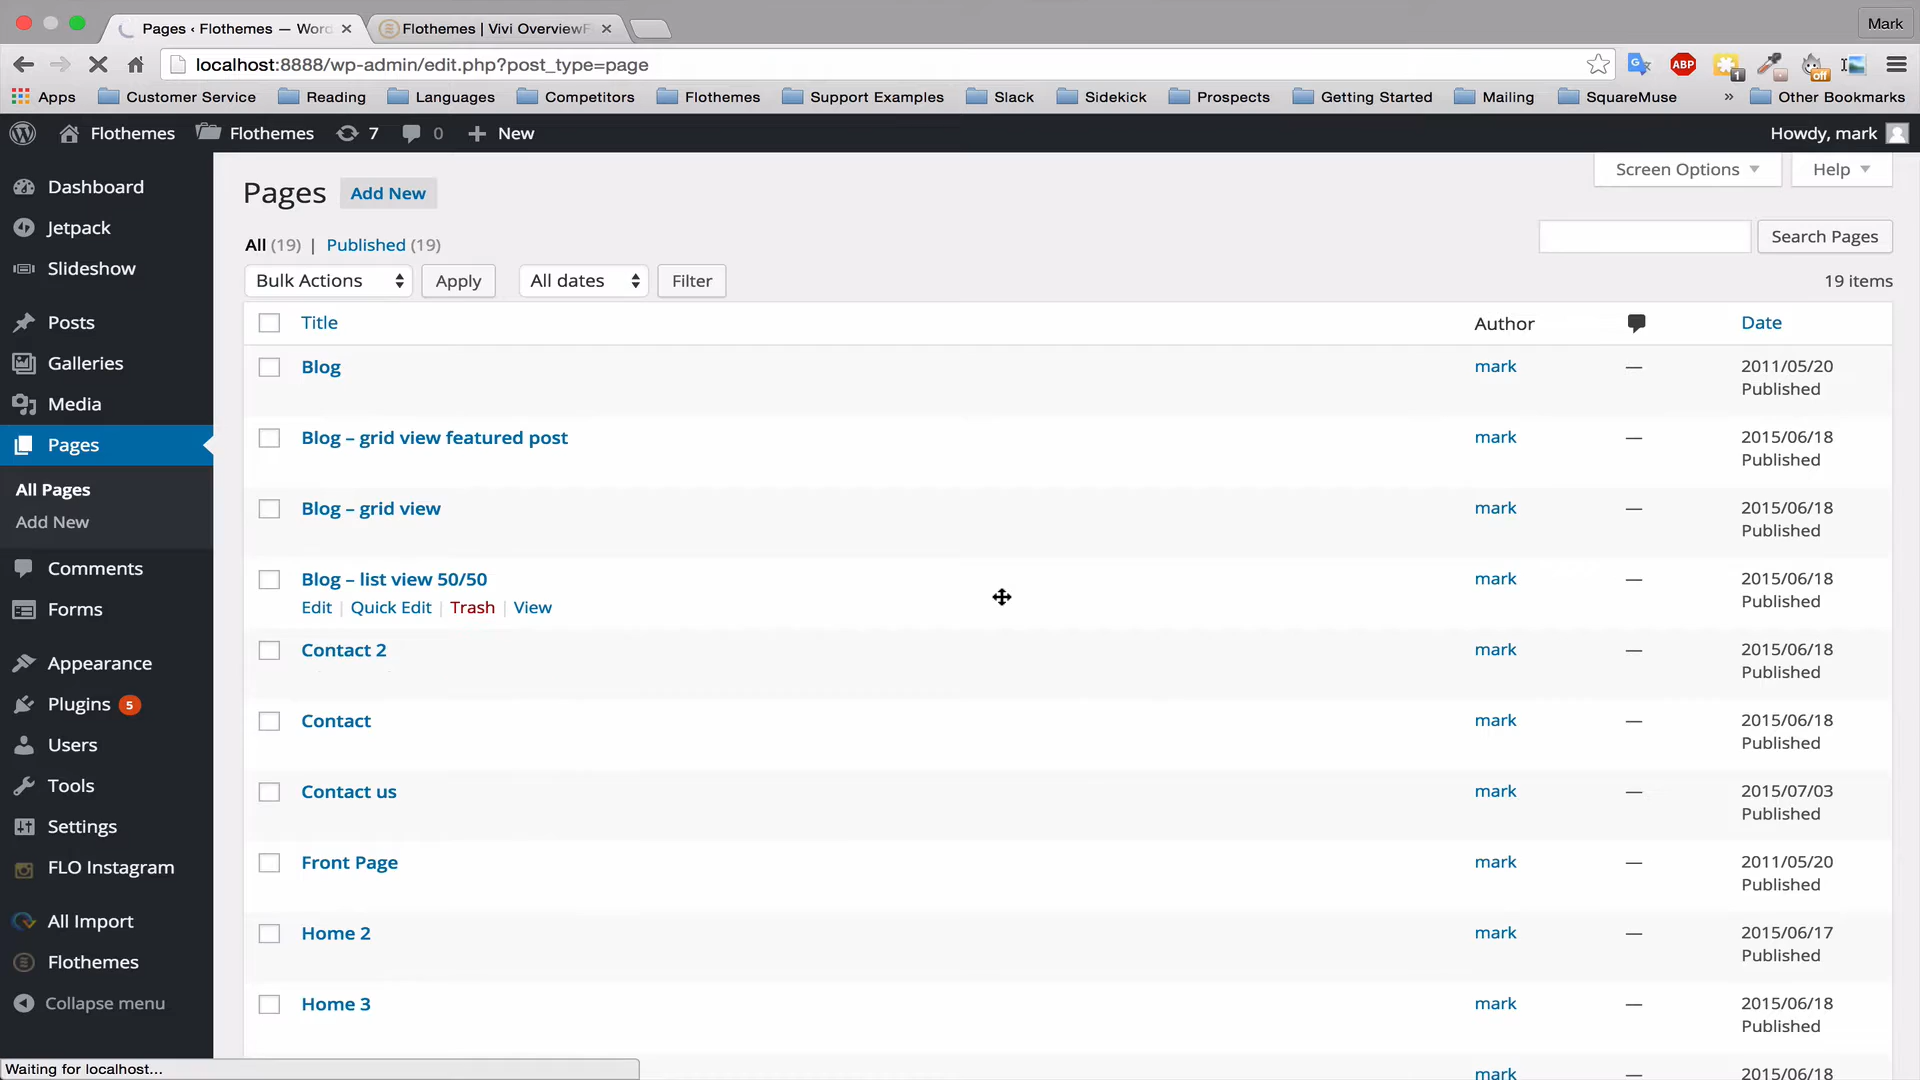 Pages ‹ Flothemes — Word
Flothemes | Vivi OverviewF
Mark
localhost:8888/wp-admin/edit.php?post_type=page
ABP
1
off
Apps
Customer Service
Reading
Languages
Competitors
Flothemes
Support Examples
Slack
Sidekick
Prospects
Getting Started
Mailing
SquareMuse
»
Other Bookmarks
Flothemes
Flothemes
7
0
+ New
Howdy, mark
Dashboard
Jetpack
Slideshow
Posts
Galleries
Media
Pages
All Pages
Add New
Comments
Forms
Appearance
Plugins 5
Users
Tools
Settings
FLO Instagram
All Import
Flothemes
Collapse menu
Screen Options
Help
Pages Add New
All (19) | Published (19)
Search Pages
Bulk Actions Apply All dates Filter
19 items
Title Author Date
Blog mark — 2011/05/20
Published
Blog – grid view featured post mark — 2015/06/18
Published
Blog – grid view mark — 2015/06/18
Published
Blog – list view 50/50 mark — 2015/06/18
Edit | Quick Edit | Trash | View Published
Contact 2 mark — 2015/06/18
Published
Contact mark — 2015/06/18
Published
Contact us mark — 2015/07/03
Published
Front Page mark — 2011/05/20
Published
Home 2 mark — 2015/06/17
Published
Home 3 mark — 2015/06/18
Published
mark — 2015/06/18
Waiting for localhost...